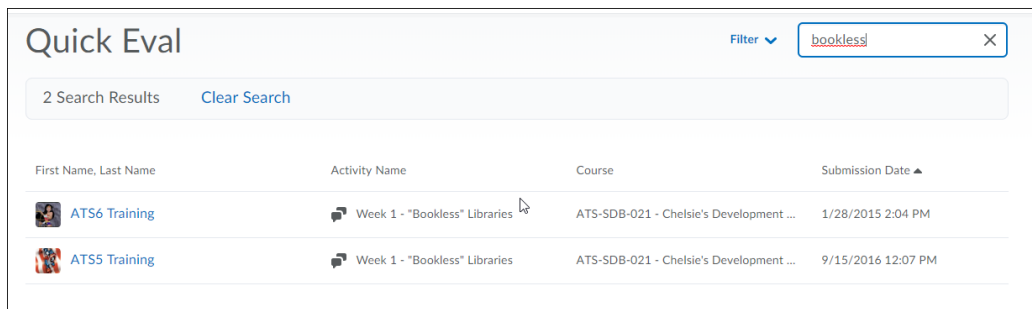 Quick Eval
Filter
bookless
2 Search Results Clear Search
First Name, Last Name Activity Name Course Submission Date
ATS6 Training Week 1 - "Bookless" Libraries ATS-SDB-021 - Chelsie's Development ... 1/28/2015 2:04 PM
ATS5 Training Week 1 - "Bookless" Libraries ATS-SDB-021 - Chelsie's Development ... 9/15/2016 12:07 PM